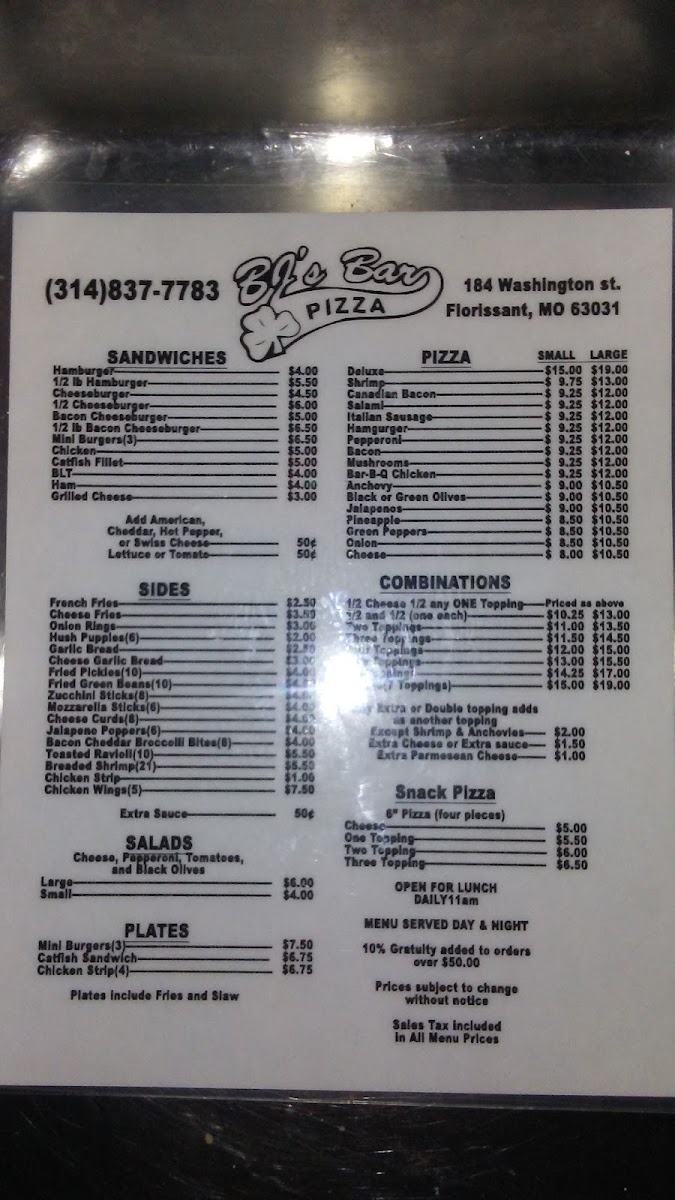 (314)837-7783
BJ's Bar
PIZZA
184 Washington st.
Florissant, MO 63031
SANDWICHES
Hamburger $4.00
1/2 lb Hamburger $5.50
Cheeseburger $4.50
1/2 Cheeseburger $6.00
Bacon Cheeseburger $5.00
1/2 lb Bacon Cheeseburger $6.50
Mini Burgers(3) $6.50
Chicken $5.00
Catfish Fillet $5.00
BLT $4.00
Ham $4.00
Grilled Cheese $3.00
Add American,
Cheddar, Hot Pepper,
or Swiss Cheese 50¢
Lettuce or Tomato 50¢
SIDES
French Fries $2.50
Cheese Fries $3.50
Onion Rings $3.00
Hush Puppies(6) $2.00
Garlic Bread
Cheese Garlic Bread
Fried Pickles(10)
Fried Green Beans(10)
Zucchini Sticks(8)
Mozzarella Sticks(6)
Cheese Curds(8)
Jalapeno Poppers(6) $4.00
Bacon Cheddar Broccolli Bites(8) $4.00
Toasted Ravioli(10) $5.50
Breaded Shrimp(21) $5.50
Chicken Strip $1.00
Chicken Wings(5) $7.50
Extra Sauce 50¢
SALADS
Cheese, Pepperoni, Tomatoes,
and Black Olives
Large $6.00
Small $4.00
PLATES
Mini Burgers(3) $7.50
Catfish Sandwich $6.75
Chicken Strip(4) $6.75
Plates include Fries and Slaw
PIZZA SMALL LARGE
Deluxe $15.00 $19.00
Shrimp $ 9.75 $13.00
Canadian Bacon $ 9.25 $12.00
Salami $ 9.25 $12.00
Italian Sausage $ 9.25 $12.00
Hamgurger $ 9.25 $12.00
Pepperoni $ 9.25 $12.00
Bacon $ 9.25 $12.00
Mushrooms $ 9.25 $12.00
Bar-B-Q Chicken $ 9.25 $12.00
Anchovy $ 9.00 $10.50
Black or Green Olives $ 9.00 $10.50
Jalapenos $ 9.00 $10.50
Pineapple $ 8.50 $10.50
Green Peppers $ 8.50 $10.50
Onion $ 8.50 $10.50
Cheese $ 8.00 $10.50
COMBINATIONS
1/2 Cheese 1/2 any ONE Topping Priced as above
1/2 and 1/2 (one each) $10.25 $13.00
Two Toppings $11.00 $13.50
Three Toppings $11.50 $14.50
Toppings $12.00 $15.00
Toppings $13.00 $15.50
$14.25 $17.00
(7 Toppings) $15.00 $19.00
Extra or Double topping adds
as another topping
Except Shrimp & Anchovies $2.00
Extra Cheese or Extra sauce $1.50
Extra Parmesean Cheese $1.00
Snack Pizza
6" Pizza (four pieces)
Cheese $5.00
One Topping $5.50
Two Topping $6.00
Three Topping $6.50
OPEN FOR LUNCH
DAILY11am
MENU SERVED DAY & NIGHT
10% Gratuity added to orders
over $50.00
Prices subject to change
without notice
Sales Tax included
in All Menu Prices